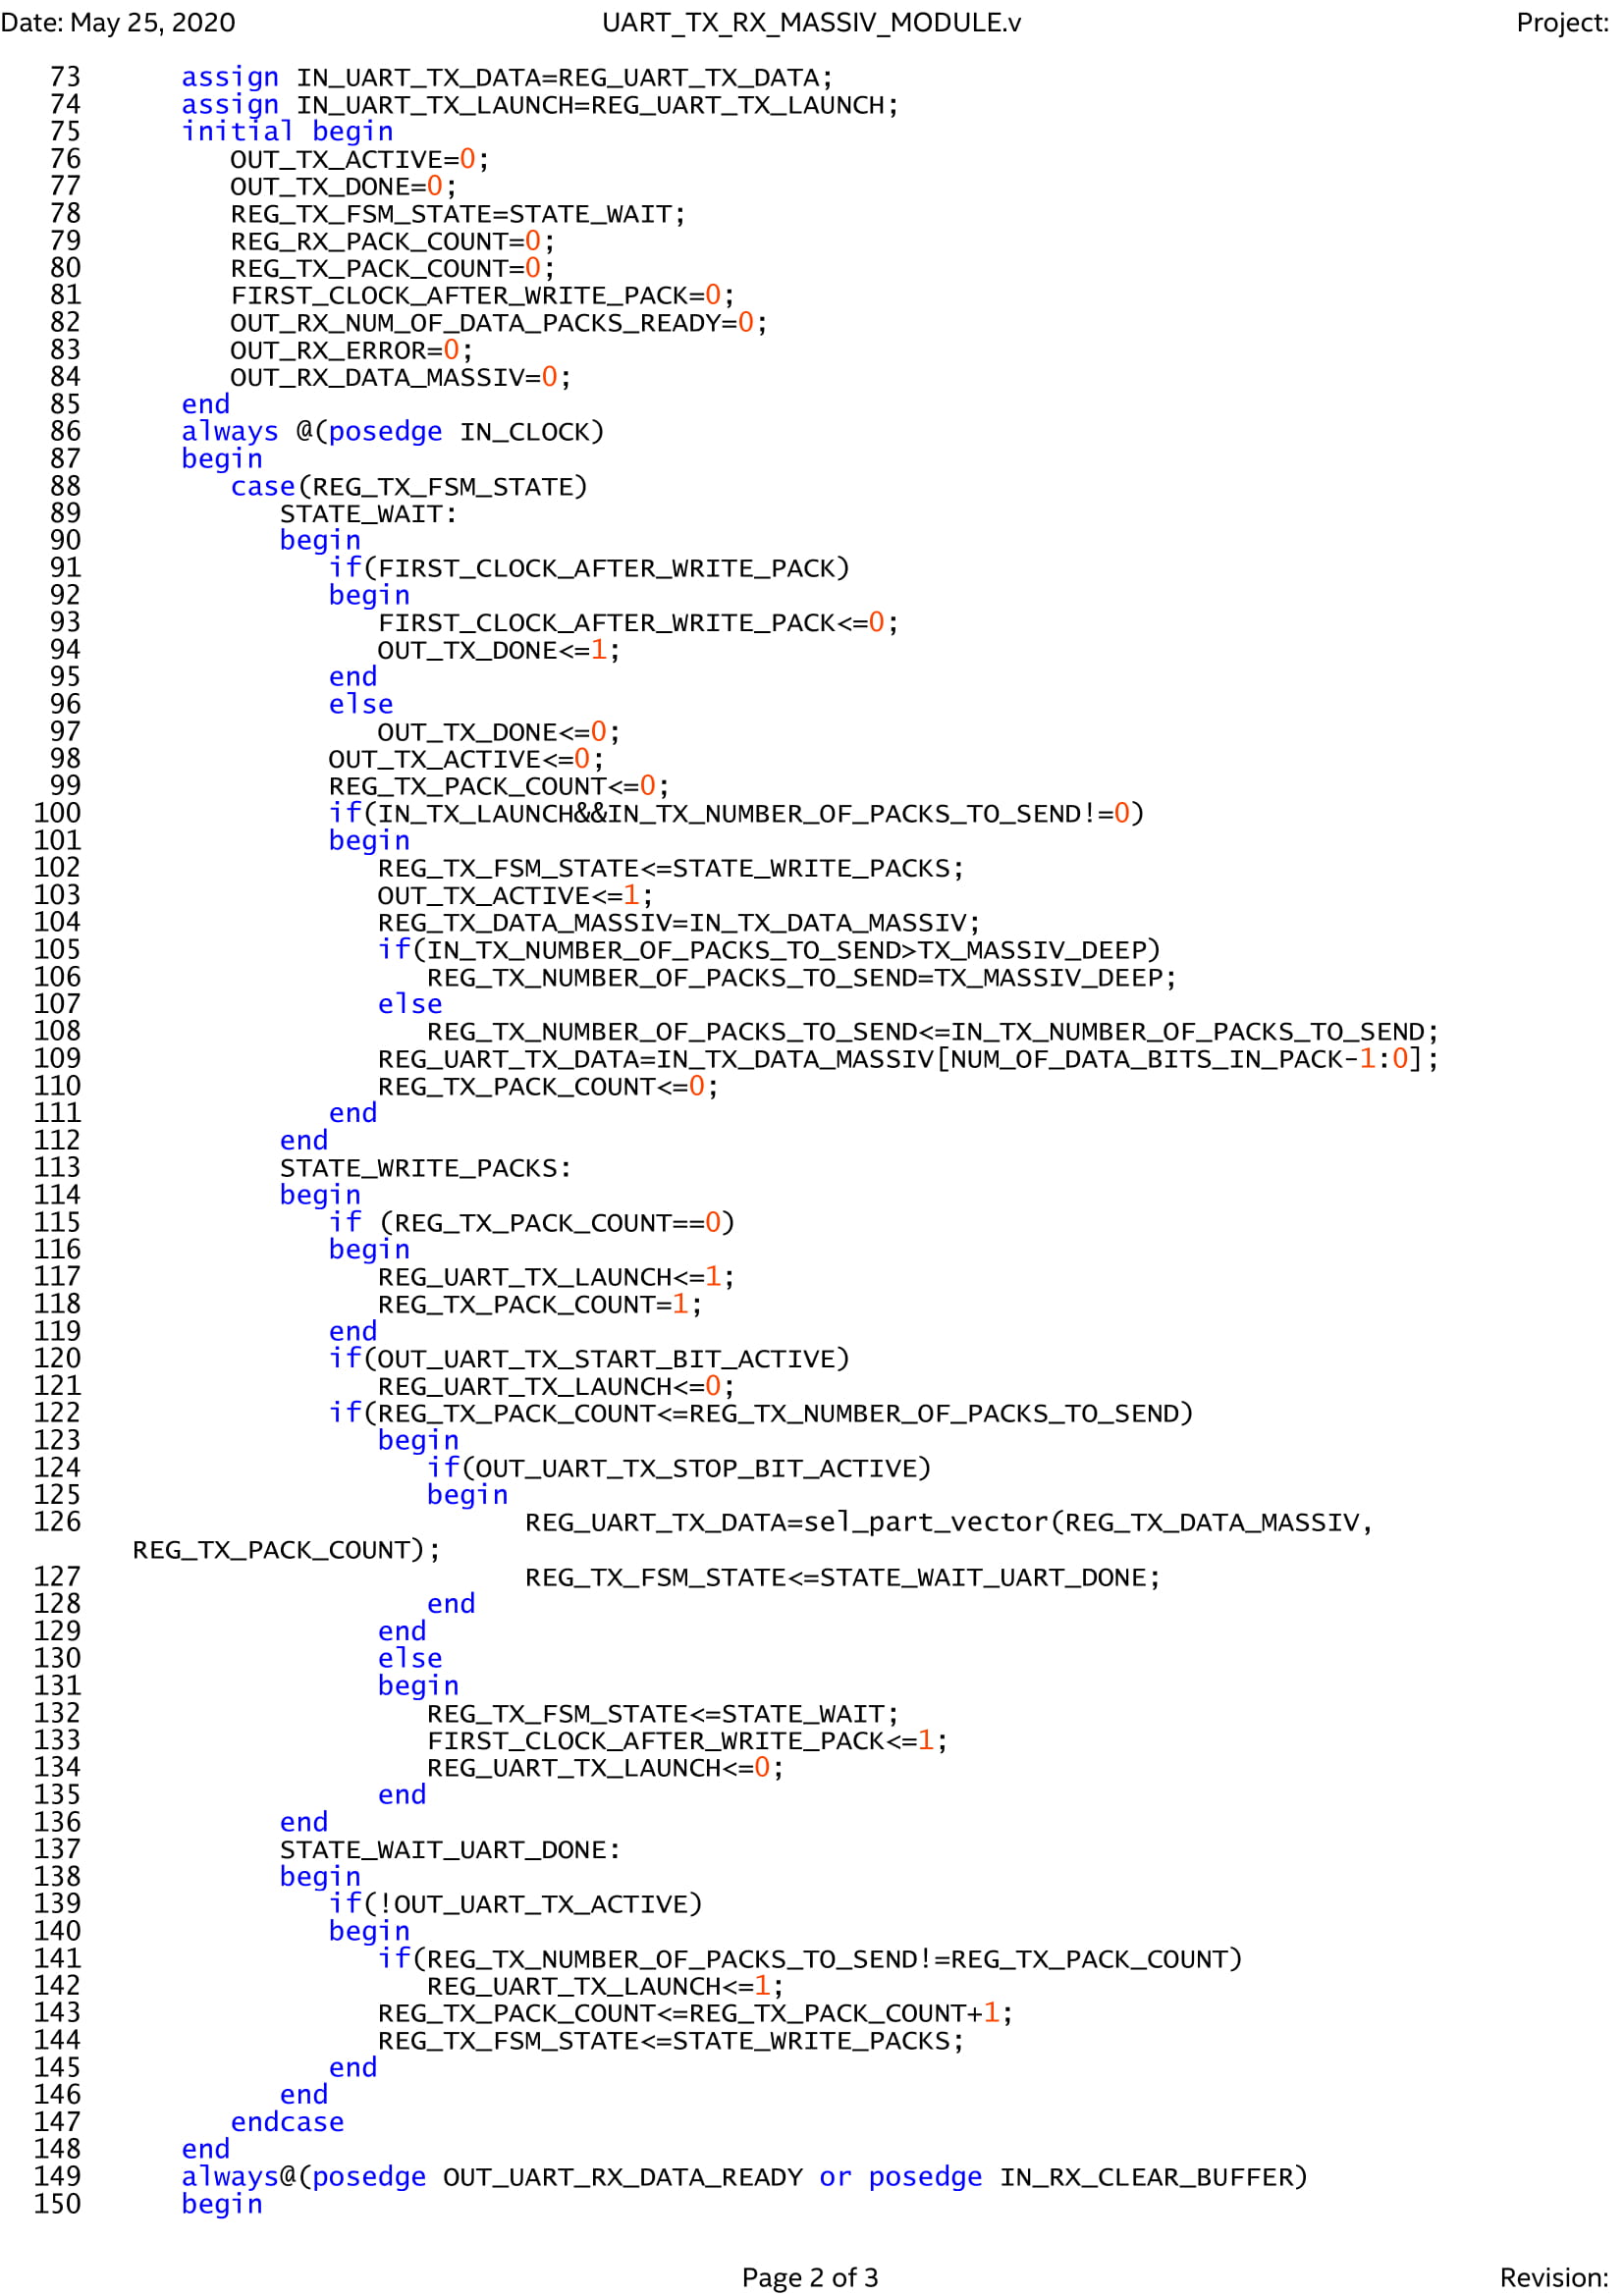 Date: May 25, 2020 UART_TX_RX_MASSIV_MODULE.v Project:
73 assign IN_UART_TX_DATA=REG_UART_TX_DATA;
74 assign IN_UART_TX_LAUNCH=REG_UART_TX_LAUNCH;
75 initial begin
76 OUT_TX_ACTIVE=0;
77 OUT_TX_DONE=0;
78 REG_TX_FSM_STATE=STATE_WAIT;
79 REG_RX_PACK_COUNT=0;
80 REG_TX_PACK_COUNT=0;
81 FIRST_CLOCK_AFTER_WRITE_PACK=0;
82 OUT_RX_NUM_OF_DATA_PACKS_READY=0;
83 OUT_RX_ERROR=0;
84 OUT_RX_DATA_MASSIV=0;
85 end
86 always @(posedge IN_CLOCK)
87 begin
88 case(REG_TX_FSM_STATE)
89 STATE_WAIT:
90 begin
91 if(FIRST_CLOCK_AFTER_WRITE_PACK)
92 begin
93 FIRST_CLOCK_AFTER_WRITE_PACK<=0;
94 OUT_TX_DONE<=1;
95 end
96 else
97 OUT_TX_DONE<=0;
98 OUT_TX_ACTIVE<=0;
99 REG_TX_PACK_COUNT<=0;
100 if(IN_TX_LAUNCH&&IN_TX_NUMBER_OF_PACKS_TO_SEND!=0)
101 begin
102 REG_TX_FSM_STATE<=STATE_WRITE_PACKS;
103 OUT_TX_ACTIVE<=1;
104 REG_TX_DATA_MASSIV=IN_TX_DATA_MASSIV;
105 if(IN_TX_NUMBER_OF_PACKS_TO_SEND>TX_MASSIV_DEEP)
106 REG_TX_NUMBER_OF_PACKS_TO_SEND=TX_MASSIV_DEEP;
107 else
108 REG_TX_NUMBER_OF_PACKS_TO_SEND<=IN_TX_NUMBER_OF_PACKS_TO_SEND;
109 REG_UART_TX_DATA=IN_TX_DATA_MASSIV[NUM_OF_DATA_BITS_IN_PACK-1:0];
110 REG_TX_PACK_COUNT<=0;
111 end
112 end
113 STATE_WRITE_PACKS:
114 begin
115 if (REG_TX_PACK_COUNT==0)
116 begin
117 REG_UART_TX_LAUNCH<=1;
118 REG_TX_PACK_COUNT=1;
119 end
120 if(OUT_UART_TX_START_BIT_ACTIVE)
121 REG_UART_TX_LAUNCH<=0;
122 if(REG_TX_PACK_COUNT<=REG_TX_NUMBER_OF_PACKS_TO_SEND)
123 begin
124 if(OUT_UART_TX_STOP_BIT_ACTIVE)
125 begin
126 REG_UART_TX_DATA=sel_part_vector(REG_TX_DATA_MASSIV,
REG_TX_PACK_COUNT);
127 REG_TX_FSM_STATE<=STATE_WAIT_UART_DONE;
128 end
129 end
130 else
131 begin
132 REG_TX_FSM_STATE<=STATE_WAIT;
133 FIRST_CLOCK_AFTER_WRITE_PACK<=1;
134 REG_UART_TX_LAUNCH<=0;
135 end
136 end
137 STATE_WAIT_UART_DONE:
138 begin
139 if(!OUT_UART_TX_ACTIVE)
140 begin
141 if(REG_TX_NUMBER_OF_PACKS_TO_SEND!=REG_TX_PACK_COUNT)
142 REG_UART_TX_LAUNCH<=1;
143 REG_TX_PACK_COUNT<=REG_TX_PACK_COUNT+1;
144 REG_TX_FSM_STATE<=STATE_WRITE_PACKS;
145 end
146 end
147 endcase
148 end
149 always@(posedge OUT_UART_RX_DATA_READY or posedge IN_RX_CLEAR_BUFFER)
150 begin
Page 2 of 3 Revision: